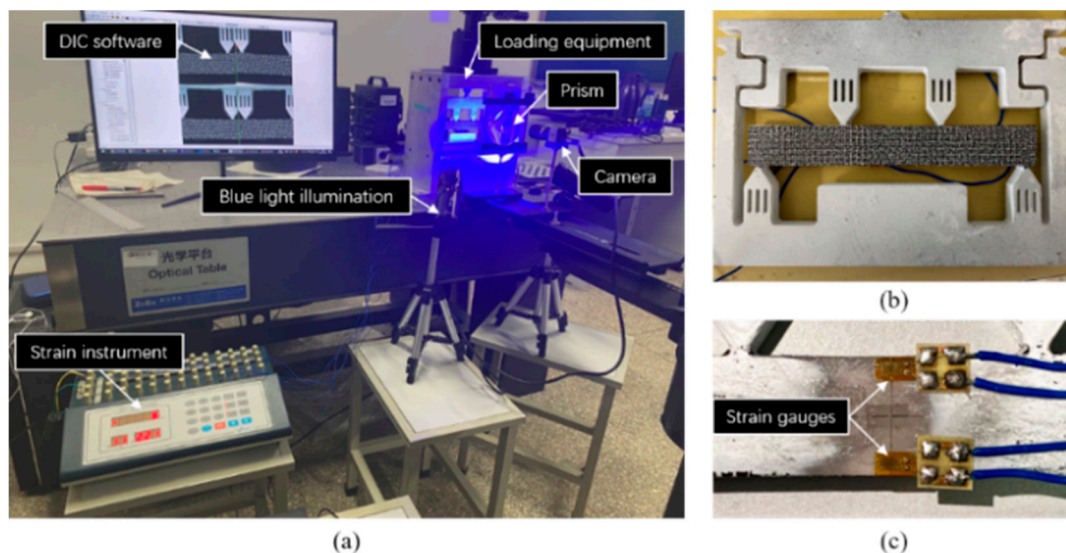 DIC software
Loading equipment
Prism
Camera
Blue light illumination
光学平台
Optical Table
Strain instrument
(a)
(b)
Strain gauges
(c)